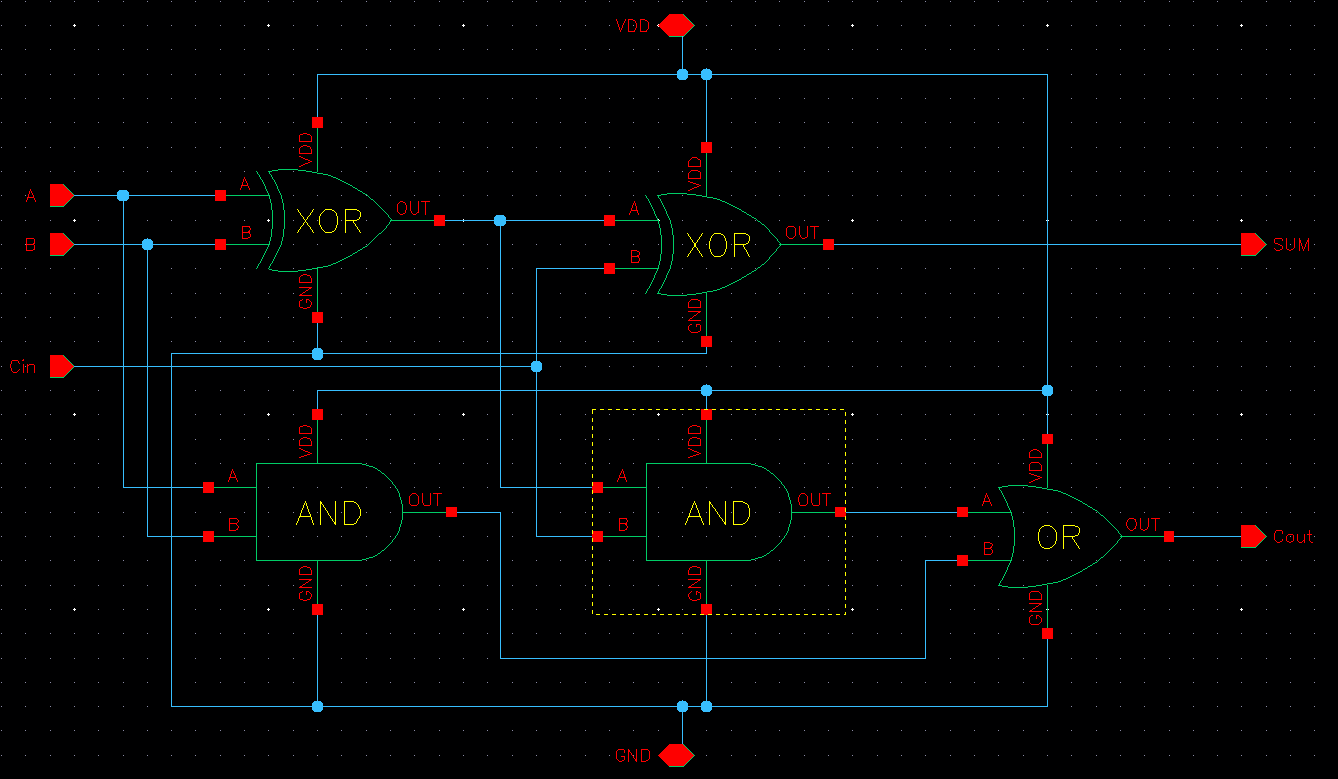 VDD
VDD
A
A
XOR
OUT
B
B
GND
VDD
A
XOR
OUT
B
GND
SUM
Cin
VDD
A
AND
OUT
B
GND
VDD
A
AND
OUT
B
GND
VDD
A
OR
OUT
B
GND
Cout
GND